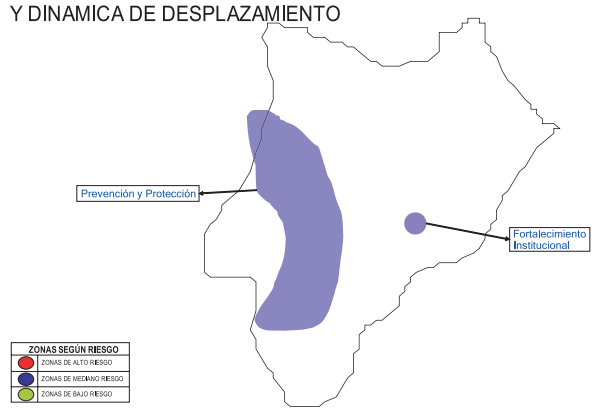 Y DINAMICA DE DESPLAZAMIENTO
Prevención y Protección
Fortalecimiento
Institucional
ZONAS SEGÚN RIESGO
ZONAS DE ALTO RIESGO
ZONAS DE MEDIANO RIESGO
ZONAS DE BAJO RIESGO